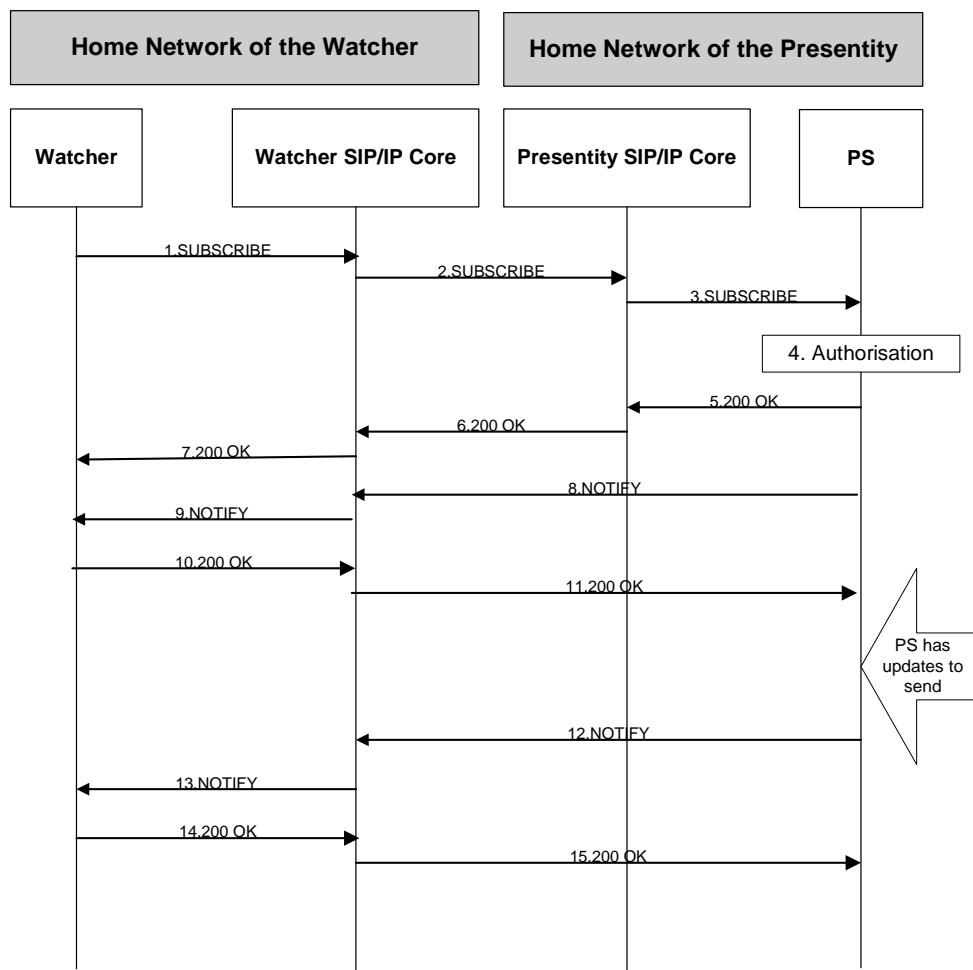 Home Network of the Watcher
Home Network of the Presentity
Watcher
Watcher SIP/IP Core
Presentity SIP/IP Core
PS
1.SUBSCRIBE
2.SUBSCRIBE
3.SUBSCRIBE
4. Authorisation
5.200 OK
6.200 OK
7.200 OK
8.NOTIFY
9.NOTIFY
10.200 OK
11.200 OK
PS has
updates to
send
12.NOTIFY
13.NOTIFY
14.200 OK
15.200 OK